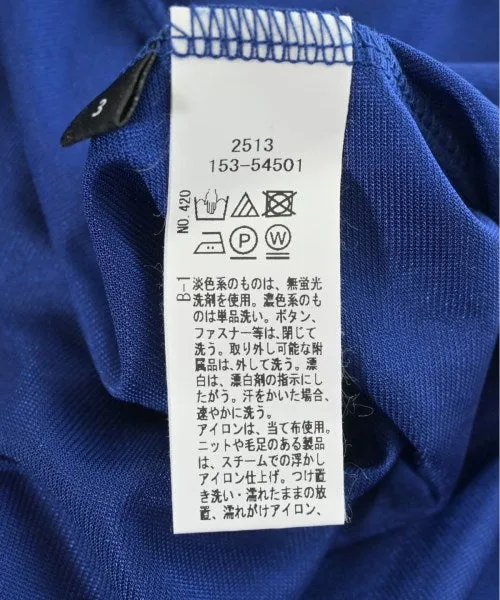 3
2513
153-54501
NO.420
P
W
B-1
淡色系のものは、無蛍光
洗剤を使用。濃色系のも
のは単品洗い。ボタン、
ファスナー等は、閉じて
洗う。取り外し可能な附
属品は、外して洗う。漂
白は、漂白剤の指示にし
たがう。汗をかいた場合、
速やかに洗う。
アイロンは、当て布使用。
ニットや毛足のある製品
は、スチームでの浮かし
アイロン仕上げ。つけ置
き洗い・濡れたままの放
置、濡れがけアイロン、